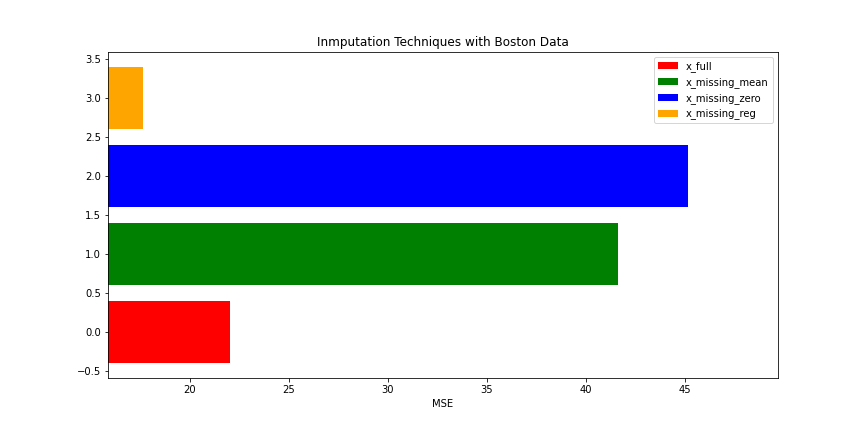 Inmputation Techniques with Boston Data
3.5
3.0
2.5
2.0
1.5
1.0
0.5
0.0
−0.5
x_full
x_missing_mean
x_missing_zero
x_missing_reg
20 25 30 35 40 45
MSE